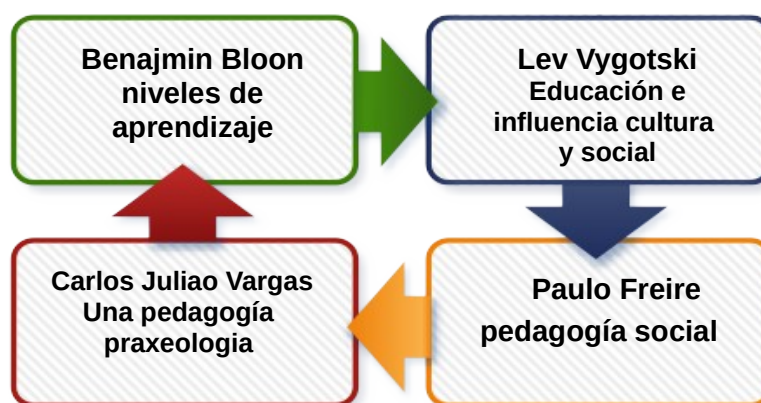 Benajmin Bloon
niveles de
aprendizaje
Lev Vygotski
Educación e
influencia cultura
y social
Paulo Freire
pedagogía social
Carlos Juliao Vargas
Una pedagogía
praxeologia